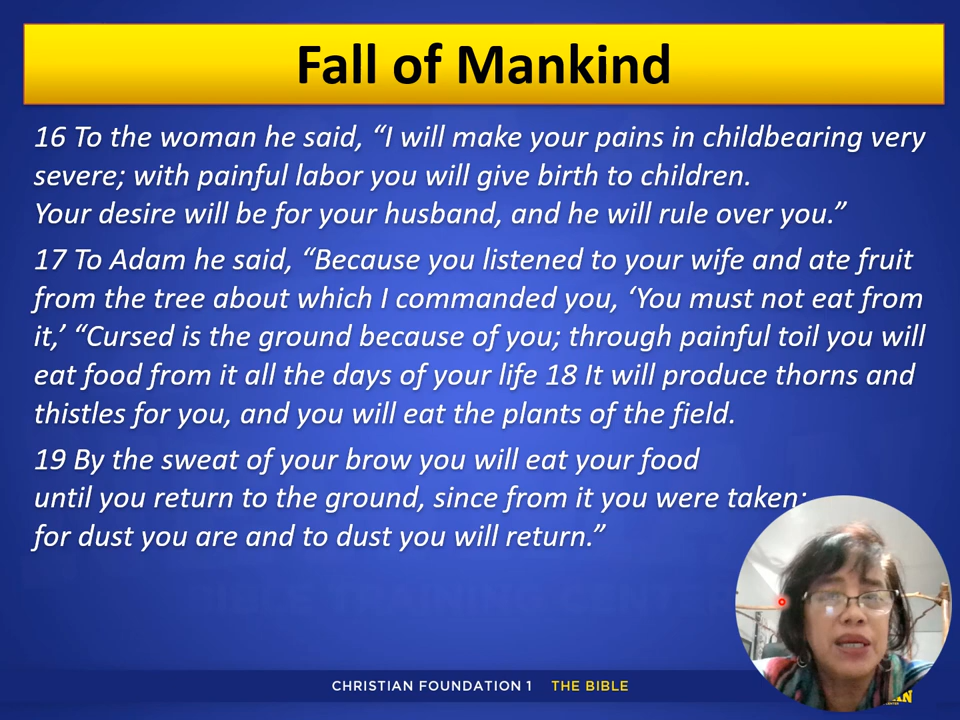 Fall of Mankind
16 To the woman he said, “I will make your pains in childbearing very
severe; with painful labor you will give birth to children.
Your desire will be for your husband, and he will rule over you.”
17 To Adam he said, “Because you listened to your wife and ate fruit
from the tree about which I commanded you, ‘You must not eat from
it,’ “Cursed is the ground because of you; through painful toil you will
eat food from it all the days of your life 18 It will produce thorns and
thistles for you, and you will eat the plants of the field.
19 By the sweat of your brow you will eat your food
until you return to the ground, since from it you were taken;
for dust you are and to dust you will return.”
CHRISTIAN FOUNDATION 1 THE BIBLE